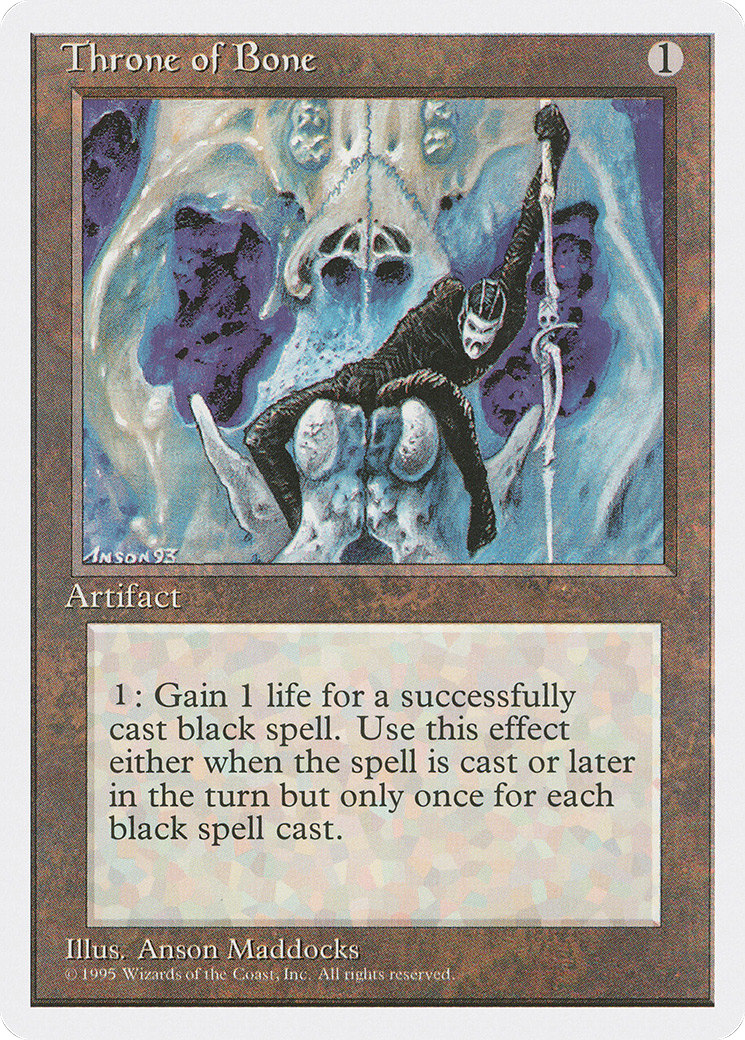 Throne of Bone
1
ANSON 93
Artifact
1: Gain 1 life for a successfully
cast black spell. Use this effect
either when the spell is cast or later
in the turn but only once for each
black spell cast.
Illus. Anson Maddocks
© 1995 Wizards of the Coast, Inc. All rights reserved.